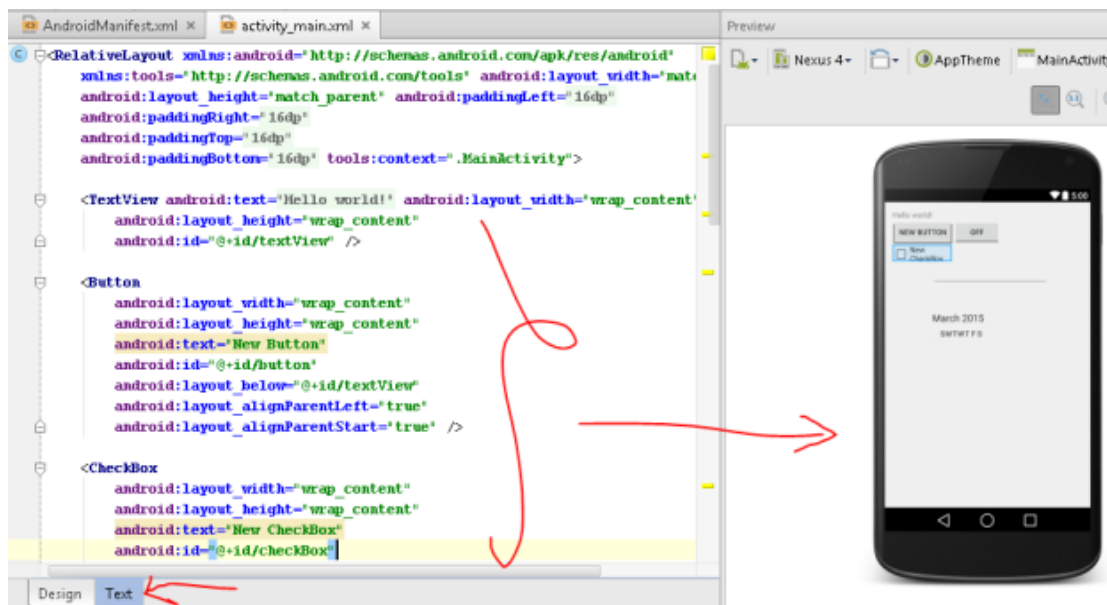 AndroidManifest.xml
activity_main.xml
Preview
<RelativeLayout xmlns:android="http://schemas.android.com/apk/res/android"
xmlns:tools="http://schemas.android.com/tools" android:layout_width="mat
android:layout_height="match_parent" android:paddingLeft="16dp"
android:paddingRight="16dp"
android:paddingTop="16dp"
android:paddingBottom="16dp" tools:context=".MainActivity">
<TextView android:text="Hello world!" android:layout_width="wrap_content"
android:layout_height="wrap_content"
android:id="@+id/textView" />
<Button
android:layout_width="wrap_content"
android:layout_height="wrap_content"
android:text="New Button"
android:id="@+id/button"
android:layout_below="@+id/textView"
android:layout_alignParentLeft="true"
android:layout_alignParentStart="true" />
<CheckBox
android:layout_width="wrap_content"
android:layout_height="wrap_content"
android:text="New CheckBox"
android:id="@+id/checkBox"
Design Text
Nexus 4 AppTheme MainActivity
5:00
Hello world!
NEW BUTTON OFF
New
CheckBox
March 2015
S M T W T F S